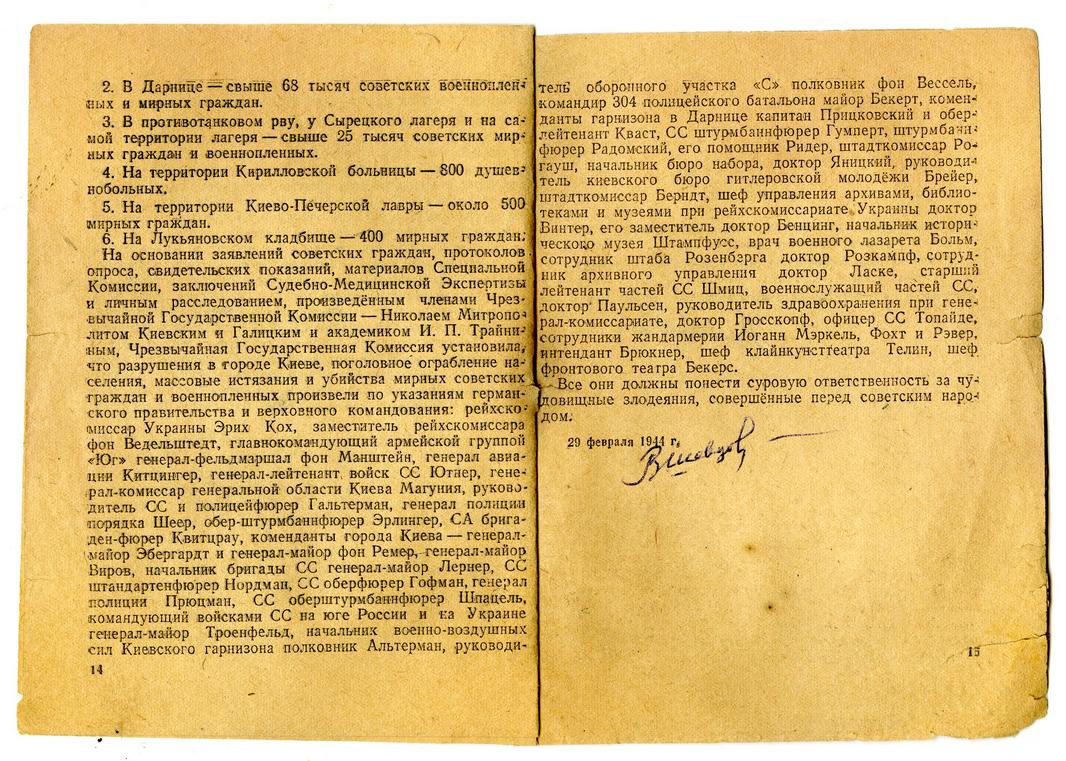 2. В Дарнице — свыше 68 тысяч советских военноплен-
ных и мирных граждан.
3. В противотанковом рву, у Сырецкого лагеря и на са-
мой территории лагеря — свыше 25 тысяч советских мир-
ных граждан и военнопленных.
4. На территории Кирилловской больницы — 800 душев-
нобольных.
5. На территории Киево-Печерской лавры — около 500
мирных граждан.
6. На Лукьяновском кладбище — 400 мирных граждан.
На основании заявлений советских граждан, протоколов
опроса, свидетельских показаний, материалов Специальной
Комиссии, заключений Судебно-Медицинской Экспертизы
и личным расследованием, произведённым членами Чрез-
вычайной Государственной Комиссии — Николаем Митропо-
литом Киевским и Галицким и академиком И. П. Трайни-
ным, Чрезвычайная Государственная Комиссия установила,
что разрушения в городе Киеве, поголовное ограбление на-
селения, массовые истязания и убийства мирных советских
граждан и военнопленных произвели по указаниям герман-
ского правительства и верховного командования: рейхско-
миссар Украины Эрих Кох, заместитель рейхскомиссара
фон Ведельштедт, главнокомандующий армейской группой
«Юг» генерал-фельдмаршал фон Манштейн, генерал авиа-
ции Китцингер, генерал-лейтенант войск СС Ютнер, гене-
рал-комиссар генеральной области Киева Магуния, руково-
дитель СС и полицейфюрер Гальтерман, генерал полиции
порядка Шеер, обер-штурмбаннфюрер Эрлингер, СА брига-
ден-фюрер Квитцрау, коменданты города Киева — генерал-
майор Эбергардт и генерал-майор фон Ремер, генерал-майор
Виров, начальник бригады СС генерал-майор Лернер, СС
штандартенфюрер Нордман, СС оберфюрер Гофман, генерал
полиции Прюцман, СС оберштурмбаннфюрер Шпацель,
командующий войсками СС на юге России и на Украине
генерал-майор Троенфельд, начальник военно-воздушных
сил Киевского гарнизона полковник Альтерман, руководи-
14
тель оборонного участка «С» полковник фон Вессель,
командир 304 полицейского батальона майор Бекерт, комен-
данты гарнизона в Дарнице капитан Прицковский и обер-
лейтенант Кваст, СС штурмбаннфюрер Гумперт, штурмбанн-
фюрер Радомский, его помощник Ридер, штадткомиссар Ро-
гауш, начальник бюро набора, доктор Яницкий, руководи-
тель киевского бюро гитлеровской молодёжи Брейер,
штадткомиссар Берндт, шеф управления архивами, библио-
теками и музеями при рейхскомиссариате Украины доктор
Винтер, его заместитель доктор Бенцинг, начальник истори-
ческого музея Штампфусс, врач военного лазарета Больм,
сотрудник штаба Розенберга доктор Розкампф, сотруд-
ник архивного управления доктор Ласке, старший
лейтенант частей СС Шмиц, военнослужащий частей СС,
доктор Паульсен, руководитель здравоохранения при гене-
рал-комиссариате, доктор Гросскопф, офицер СС Топайде,
сотрудники жандармерии Иоганн Мэркель, Фохт и Рэвер,
интендант Брюкнер, шеф клайнкунсттеатра Телин, шеф
фронтового театра Бекерс.
Все они должны понести суровую ответственность за чу-
довищные злодеяния, совершённые перед советским наро-
дом.
29 февраля 1944 г.
15